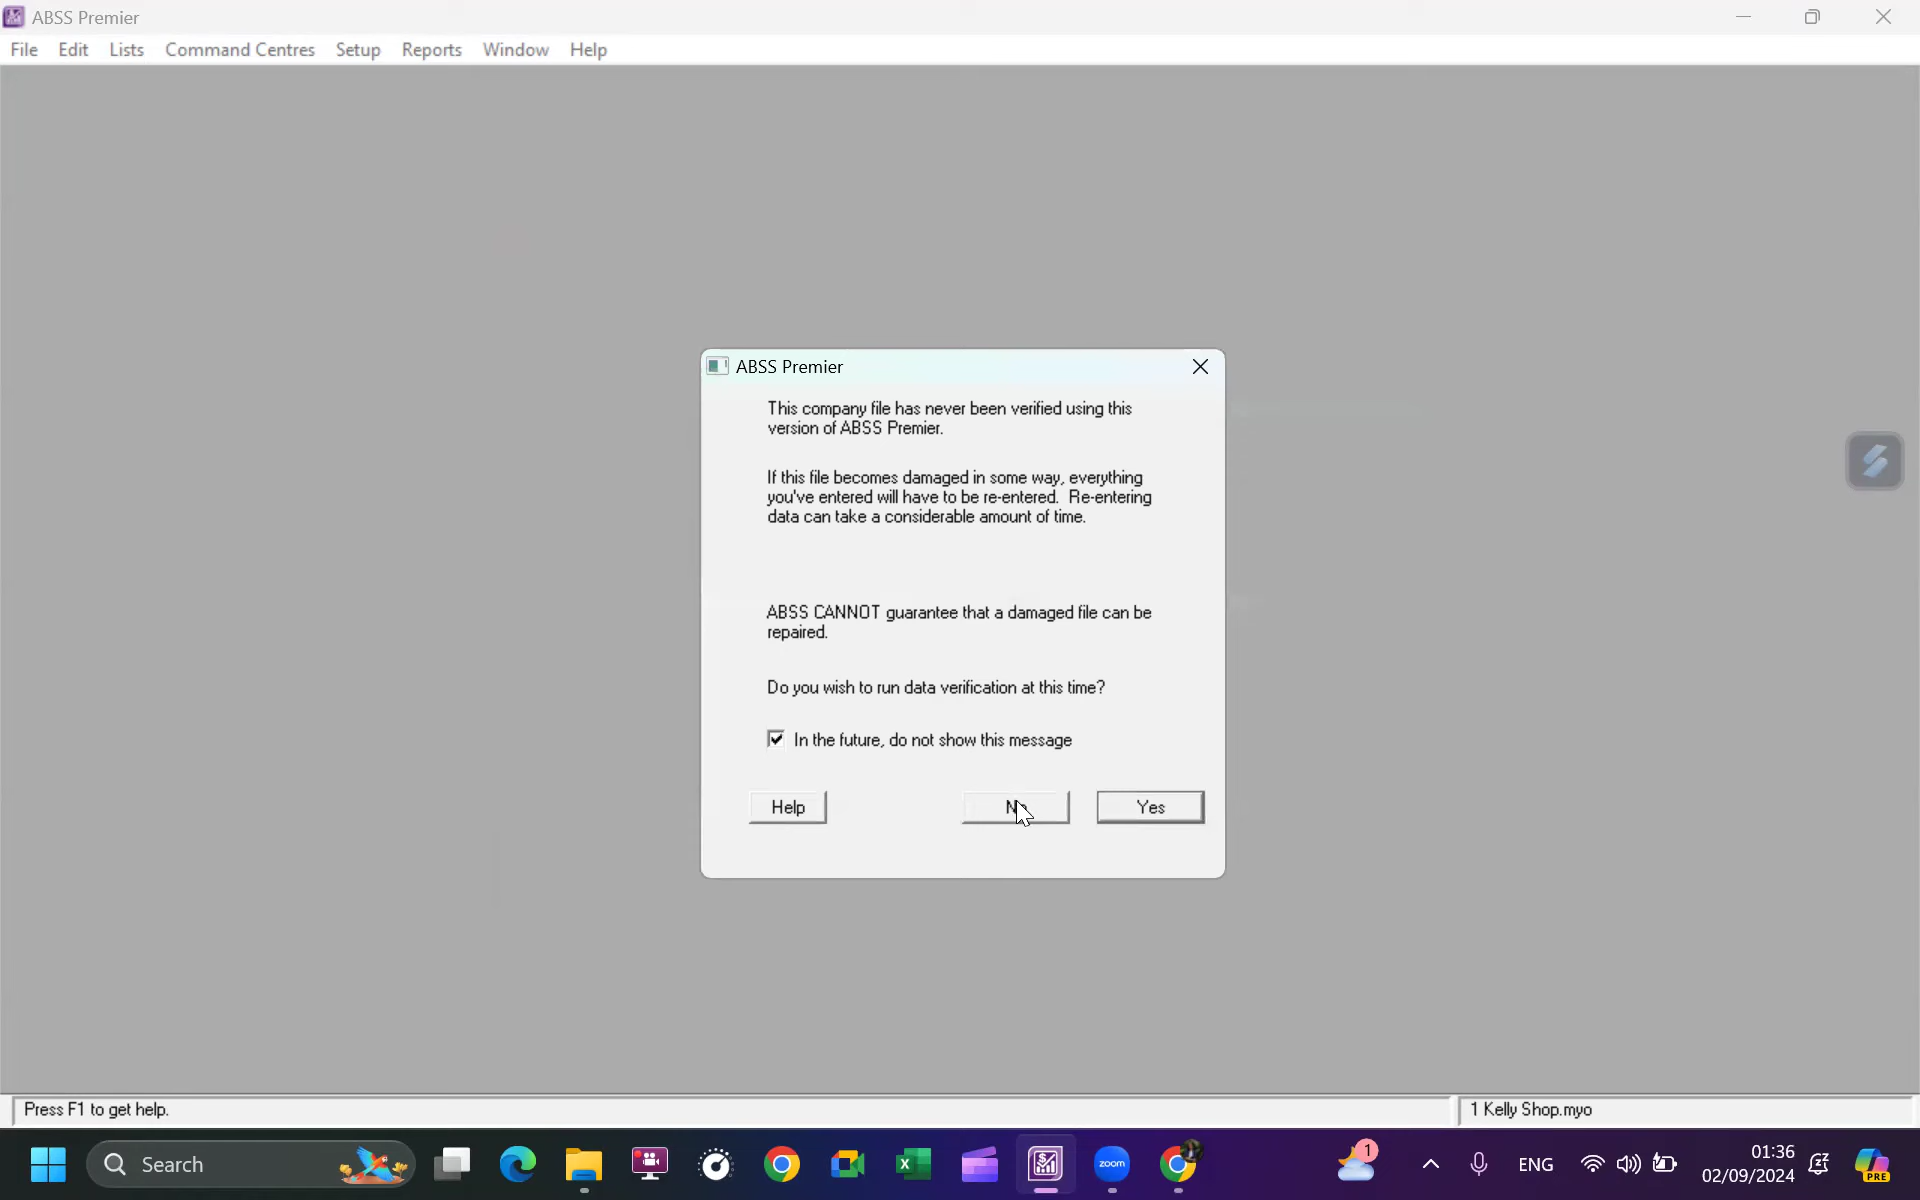 ABSS Premier
File Edit Lists Command Centres Setup Reports Window Help
ABSS Premier
This company file has never been verified using this
version of ABSS Premier.
If this file becomes damaged in some way, everything
you've entered will have to be re-entered. Re-entering
data can take a considerable amount of time.
ABSS CANNOT guarantee that a damaged file can be
repaired.
Do you wish to run data verification at this time?
In the future, do not show this message
Help No Yes
Press F1 to get help. 1 Kelly Shop.myo
Search zoom 1 ENG 01:36
02/09/2024
PRE